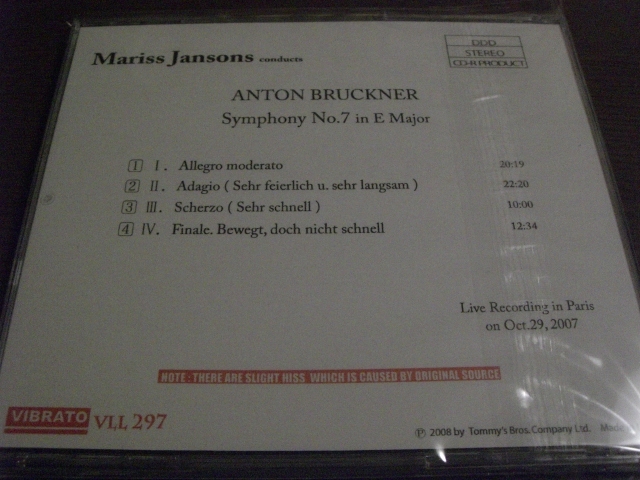 Mariss Jansons conducts
DDD
STEREO
CD-R PRODUCT
ANTON BRUCKNER
Symphony No.7 in E Major
1 I. Allegro moderato 20:19
2 II. Adagio ( Sehr feierlich u. sehr langsam ) 22:20
3 III. Scherzo ( Sehr schnell ) 10:00
4 IV. Finale. Bewegt, doch nicht schnell 12:34
Live Recording in Paris
on Oct.29, 2007
NOTE : THERE ARE SLIGHT HISS WHICH IS CAUSED BY ORIGINAL SOURCE
VIBRATO VLL 297
℗ 2008 by Tommy's Bros. Company Ltd. Made